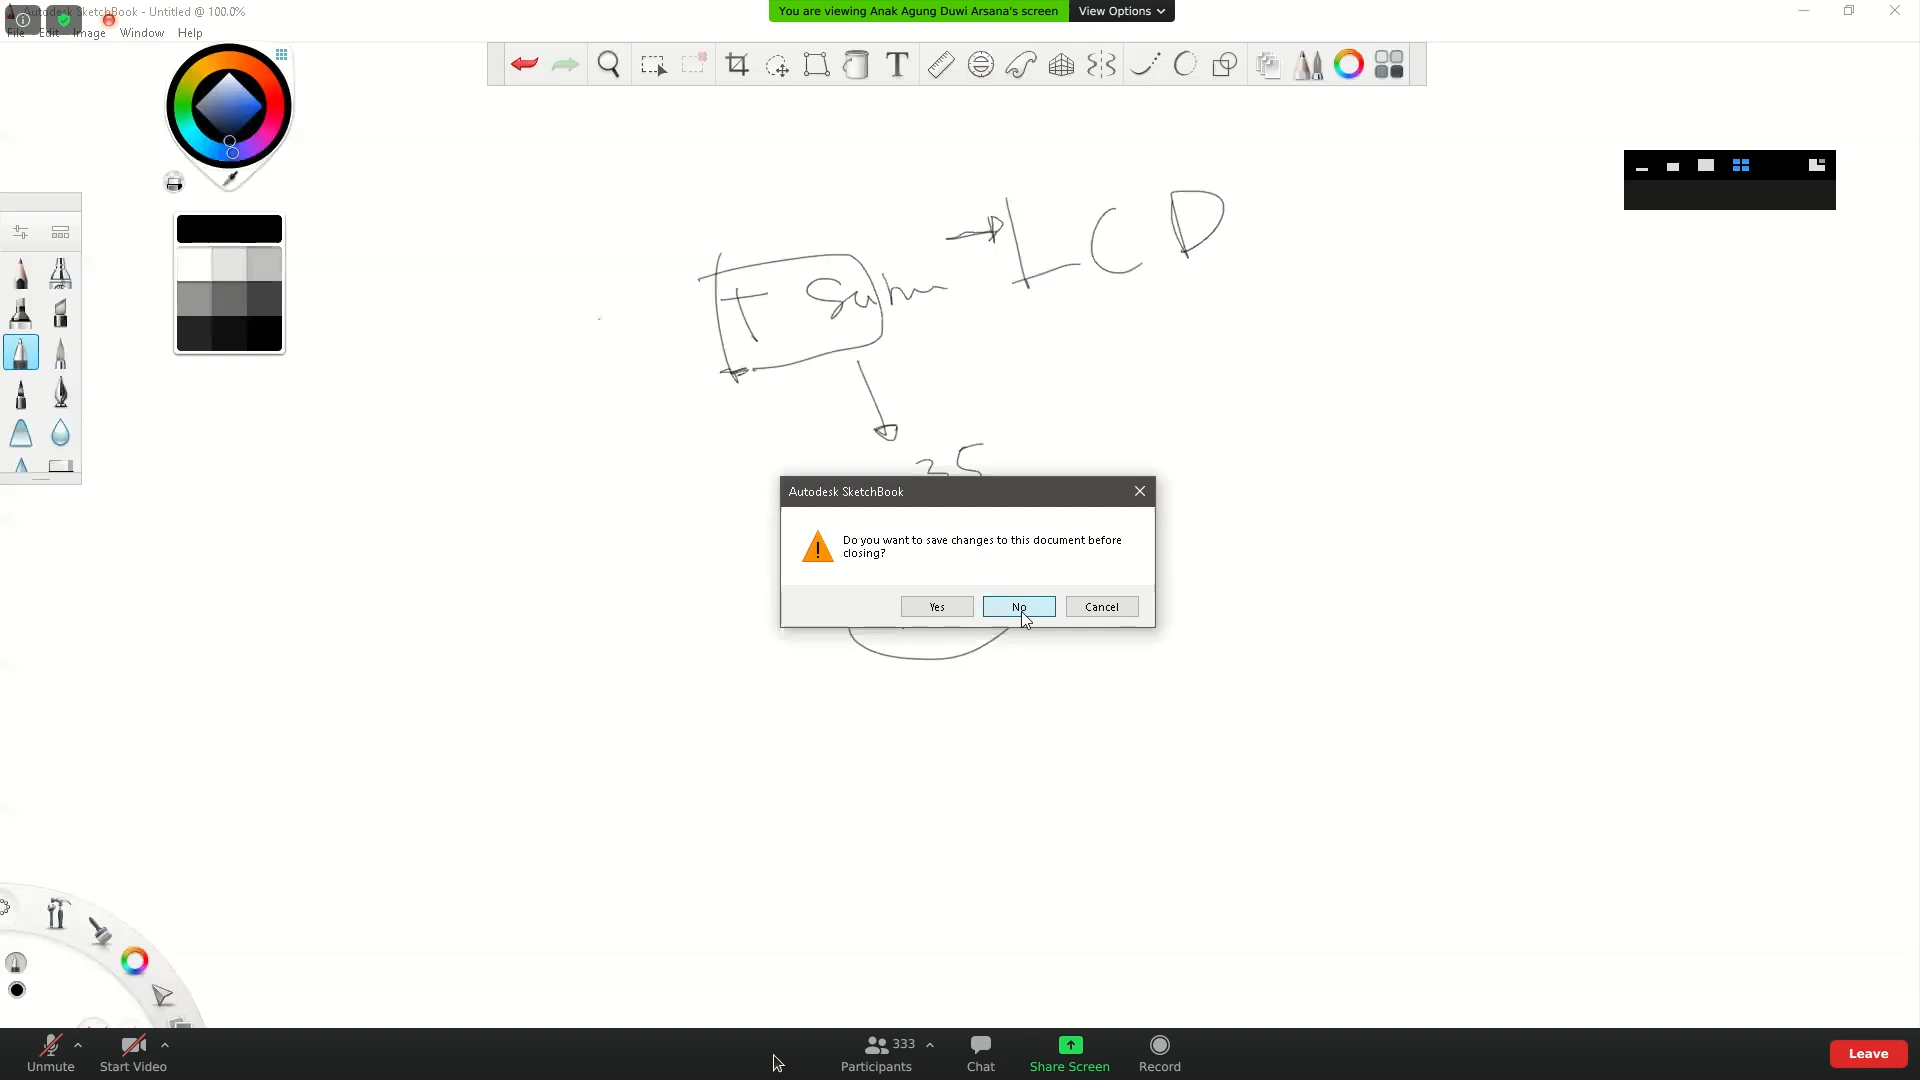 Autodesk SketchBook - Untitled @ 100.0%
You are viewing Anak Agung Duwi Arsana's screen View Options
File Edit Image Window Help
T
LCD
T Suhu
35
Autodesk SketchBook
Do you want to save changes to this document before
closing?
Yes No Cancel
333
Unmute Start Video Participants Chat Share Screen Record Leave